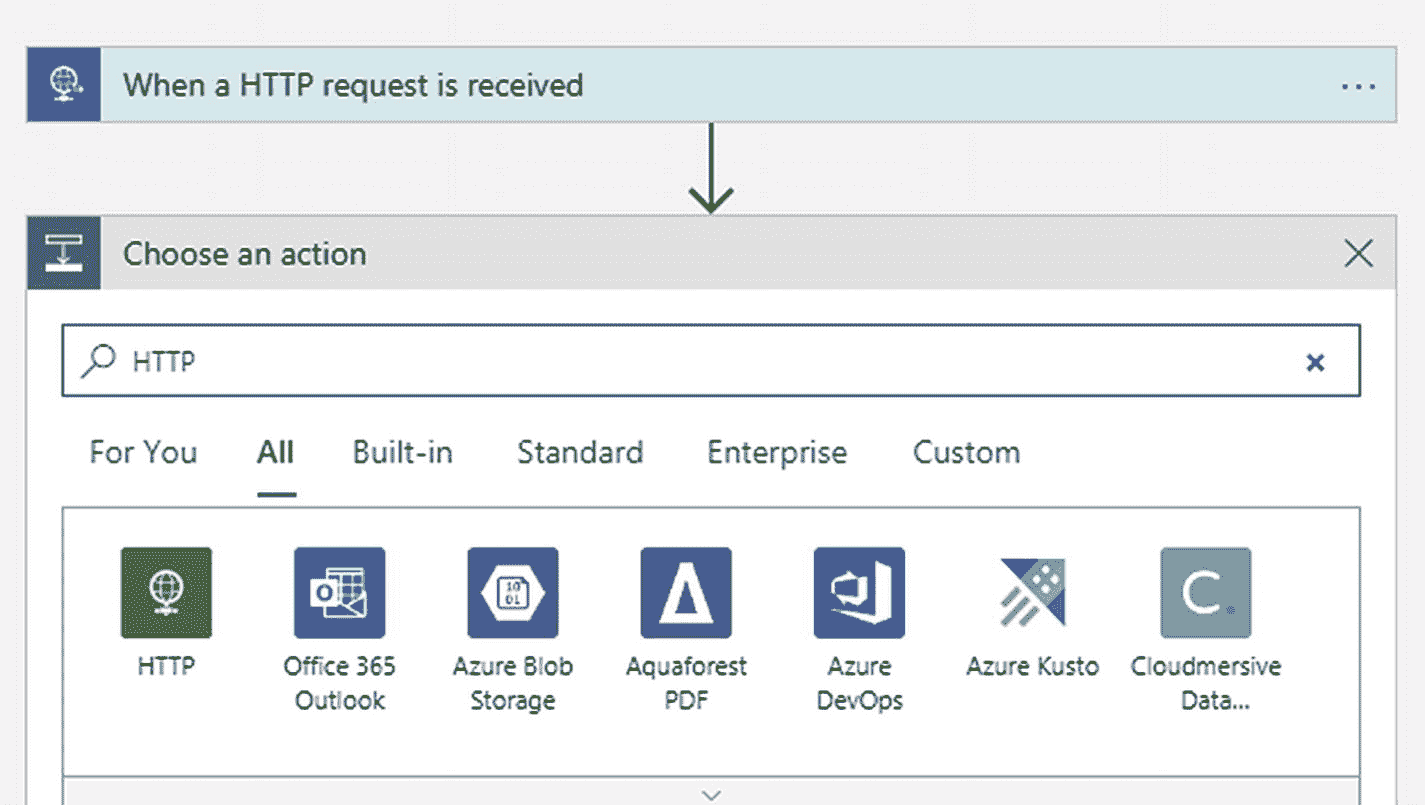 When a HTTP request is received
Choose an action
HTTP
For You All Built-in Standard Enterprise Custom
HTTP Office 365 Outlook Azure Blob Storage Aquaforest PDF Azure DevOps Azure Kusto Cloudmersive Data...